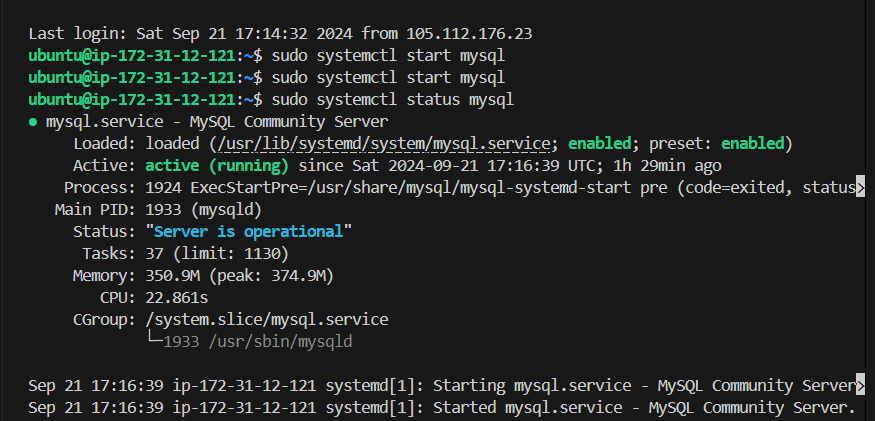 Last login: Sat Sep 21 17:14:32 2024 from 105.112.176.23
ubuntu@ip-172-31-12-121:~$ sudo systemctl start mysql
ubuntu@ip-172-31-12-121:~$ sudo systemctl start mysql
ubuntu@ip-172-31-12-121:~$ sudo systemctl status mysql
● mysql.service - MySQL Community Server
     Loaded: loaded (/usr/lib/systemd/system/mysql.service; enabled; preset: enabled)
     Active: active (running) since Sat 2024-09-21 17:16:39 UTC; 1h 29min ago
    Process: 1924 ExecStartPre=/usr/share/mysql/mysql-systemd-start pre (code=exited, status>
   Main PID: 1933 (mysqld)
     Status: "Server is operational"
      Tasks: 37 (limit: 1130)
     Memory: 350.9M (peak: 374.9M)
        CPU: 22.861s
     CGroup: /system.slice/mysql.service
             └─1933 /usr/sbin/mysqld
Sep 21 17:16:39 ip-172-31-12-121 systemd[1]: Starting mysql.service - MySQL Community Server>
Sep 21 17:16:39 ip-172-31-12-121 systemd[1]: Started mysql.service - MySQL Community Server.